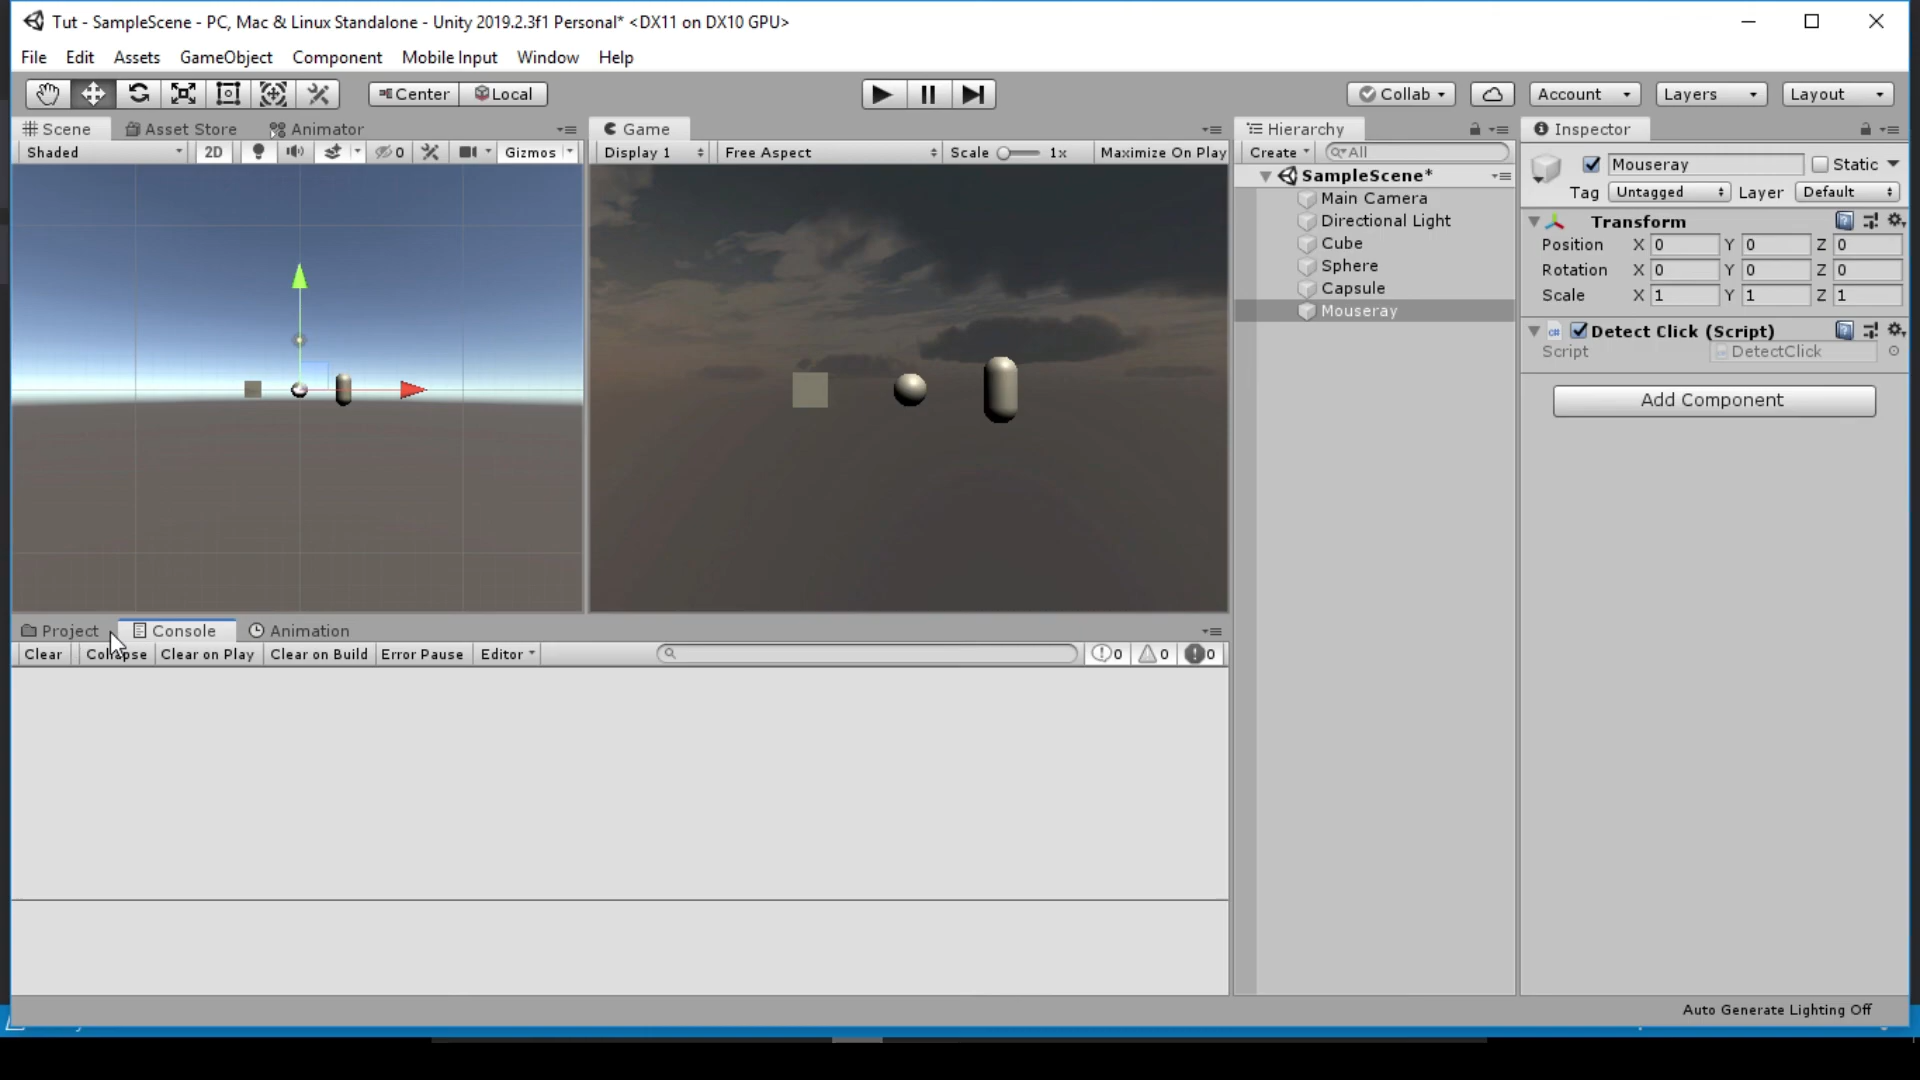 Tut - SampleScene - PC, Mac & Linux Standalone - Unity 2019.2.3f1 Personal* <DX11 on DX10 GPU>
File Edit Assets GameObject Component Mobile Input Window Help
Center Local Collab Account Layers Layout
Scene Asset Store Animator
Shaded 2D 0 Gizmos
Game
Display 1 Free Aspect Scale 1x Maximize On Play
Hierarchy
Create All
SampleScene*
Main Camera
Directional Light
Cube
Sphere
Capsule
Mouseray
Inspector
Mouseray Static
Tag Untagged Layer Default
Transform
Position X 0 Y 0 Z 0
Rotation X 0 Y 0 Z 0
Scale X 1 Y 1 Z 1
Detect Click (Script)
Script DetectClick
Add Component
Project Console Animation
Clear Collapse Clear on Play Clear on Build Error Pause Editor 0 0 0
Auto Generate Lighting Off